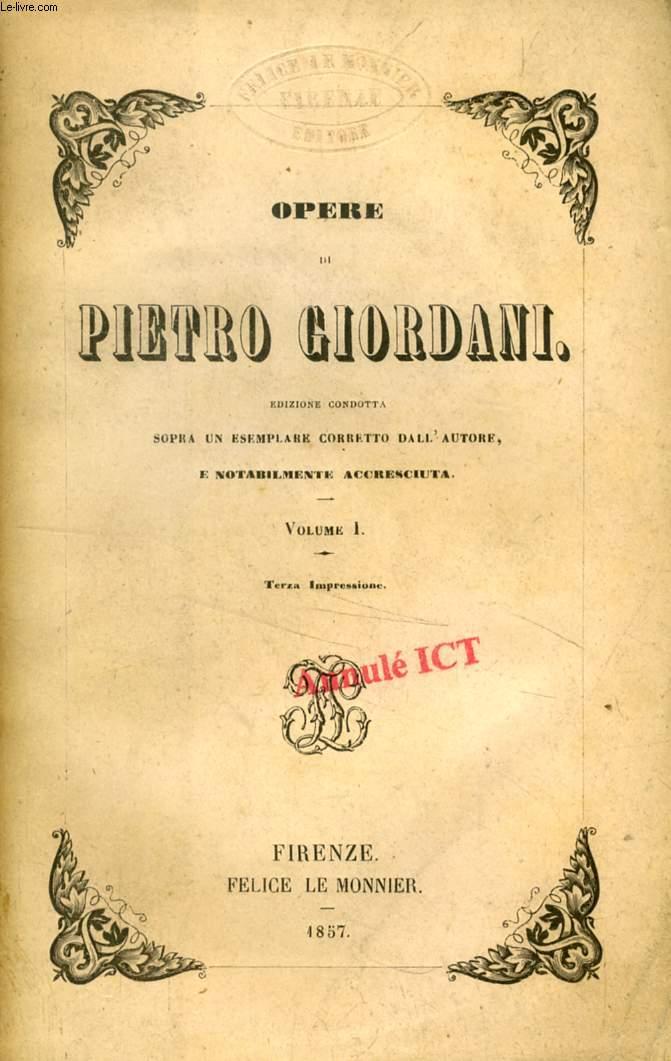 Le-livre.com
FELICE LE MONNIER
FIRENZE
EDITORE
OPERE
DI
PIETRO GIORDANI.
EDIZIONE CONDOTTA
SOPRA UN ESEMPLARE CORRETTO DALL'AUTORE,
E NOTABILMENTE ACCRESCIUTA.
VOLUME I.
Terza Impressione.
Annulé ICT
FIRENZE.
FELICE LE MONNIER.
1857.